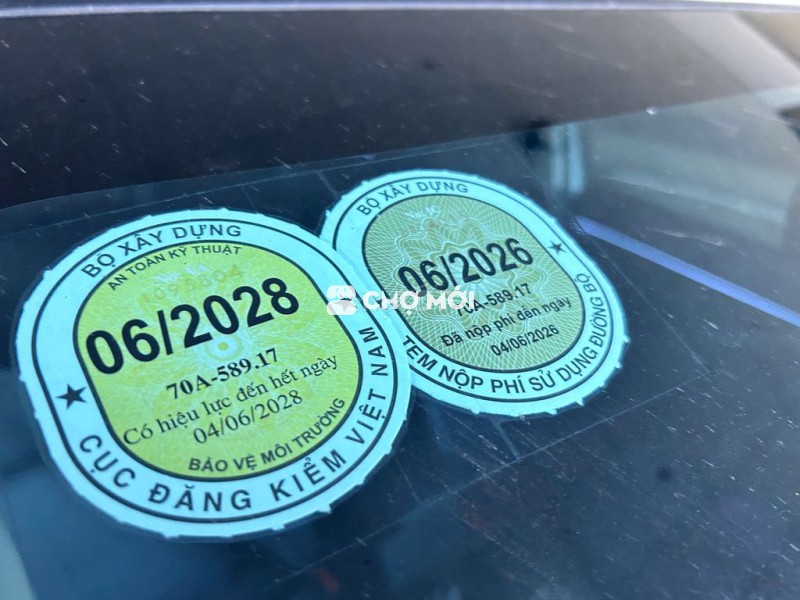 BỘ XÂY DỰNG
AN TOÀN KỸ THUẬT
06/2028
70A-589.17
Có hiệu lực đến hết ngày
04/06/2028
BẢO VỆ MÔI TRƯỜNG
CỤC ĐĂNG KIỂM VIỆT NAM
BỘ XÂY DỰNG
06/2026
70A-589.17
Đã nộp phí đến ngày
04/06/2026
TEM NỘP PHÍ SỬ DỤNG ĐƯỜNG BỘ
CHỢ MỚI